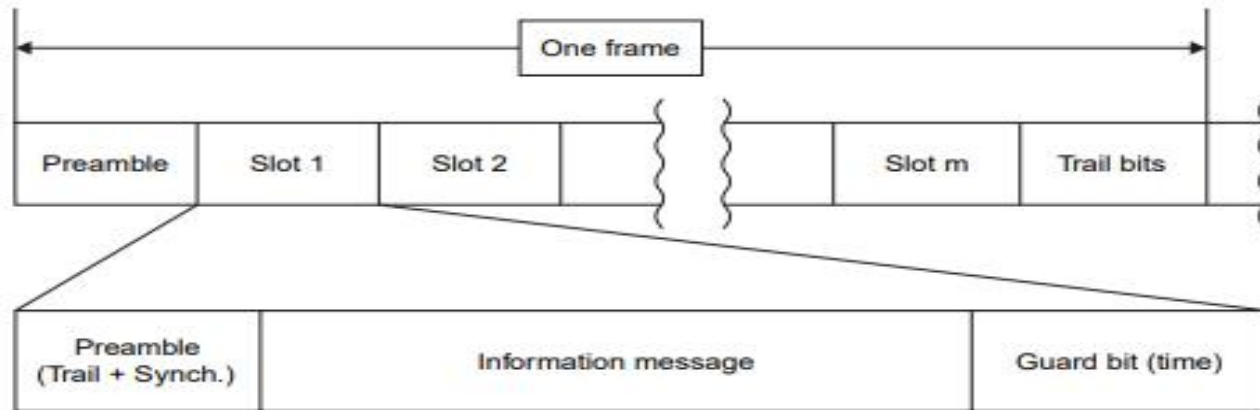 One frame
Preamble
Slot 1
Slot 2
Slot m
Trail bits
Preamble
(Trail + Synch.)
Information message
Guard bit (time)